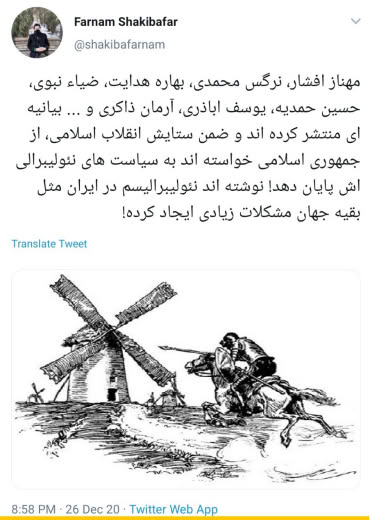 Farnam Shakibafar
@shakibafarnam
مهناز افشار، نرگس محمدی، بهاره هدایت، ضیاء نبوی،
حسین حمدیه، یوسف اباذری، آرمان ذاکری و ... بیانیه
ای منتشر کرده اند و ضمن ستایش انقلاب اسلامی، از
جمهوری اسلامی خواسته اند به سیاست های نئولیبرالی
اش پایان دهد! نوشته اند نئولیبرالیسم در ایران مثل
بقیه جهان مشکلات زیادی ایجاد کرده!
Translate Tweet
8:58 PM · 26 Dec 20 · Twitter Web App